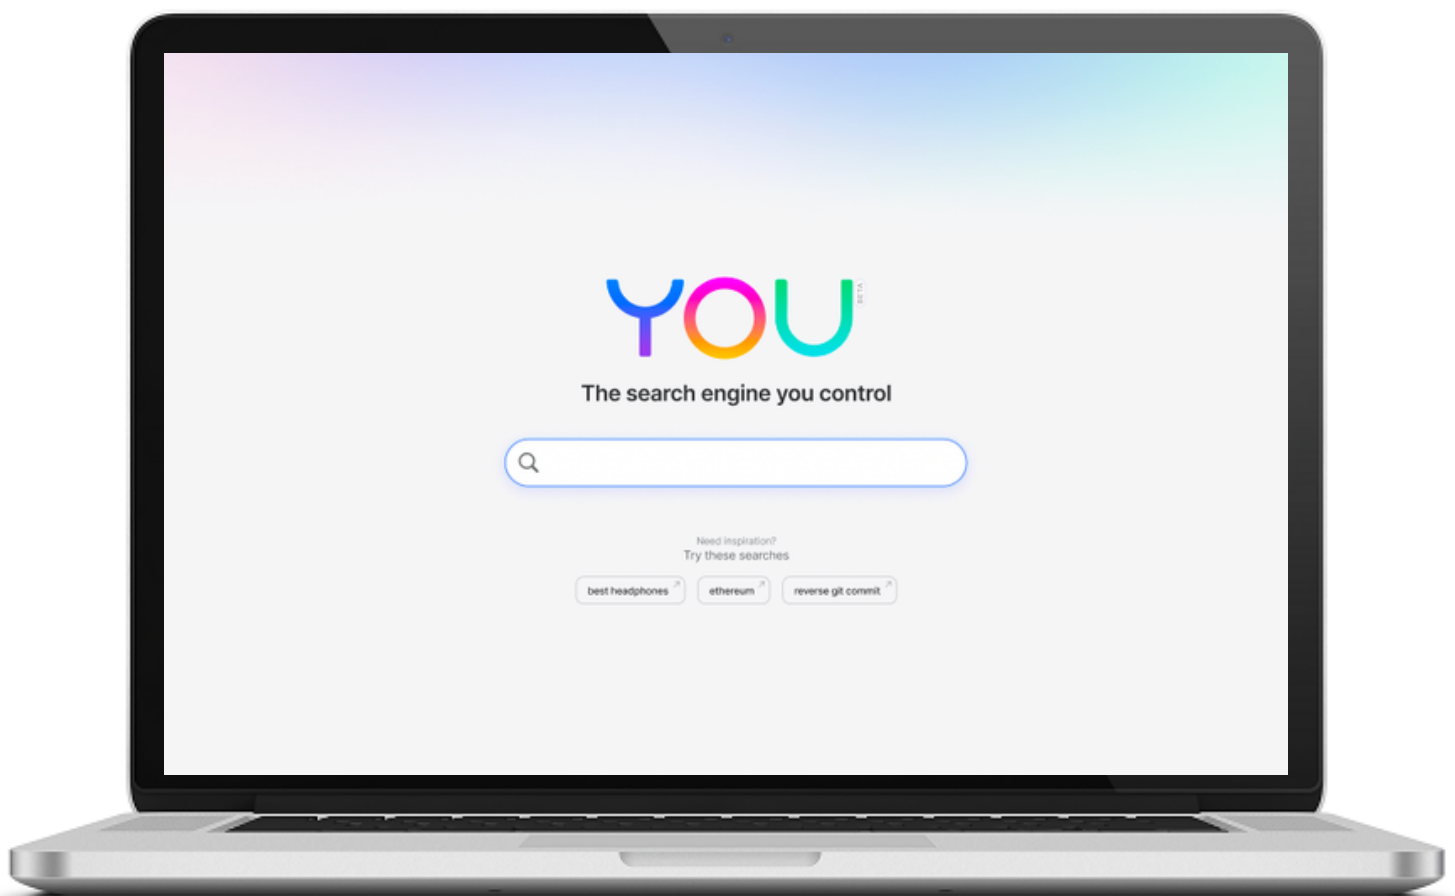 YOU
The search engine you control
Need inspiration?
Try these searches
best headphones
ethereum
reverse git commit